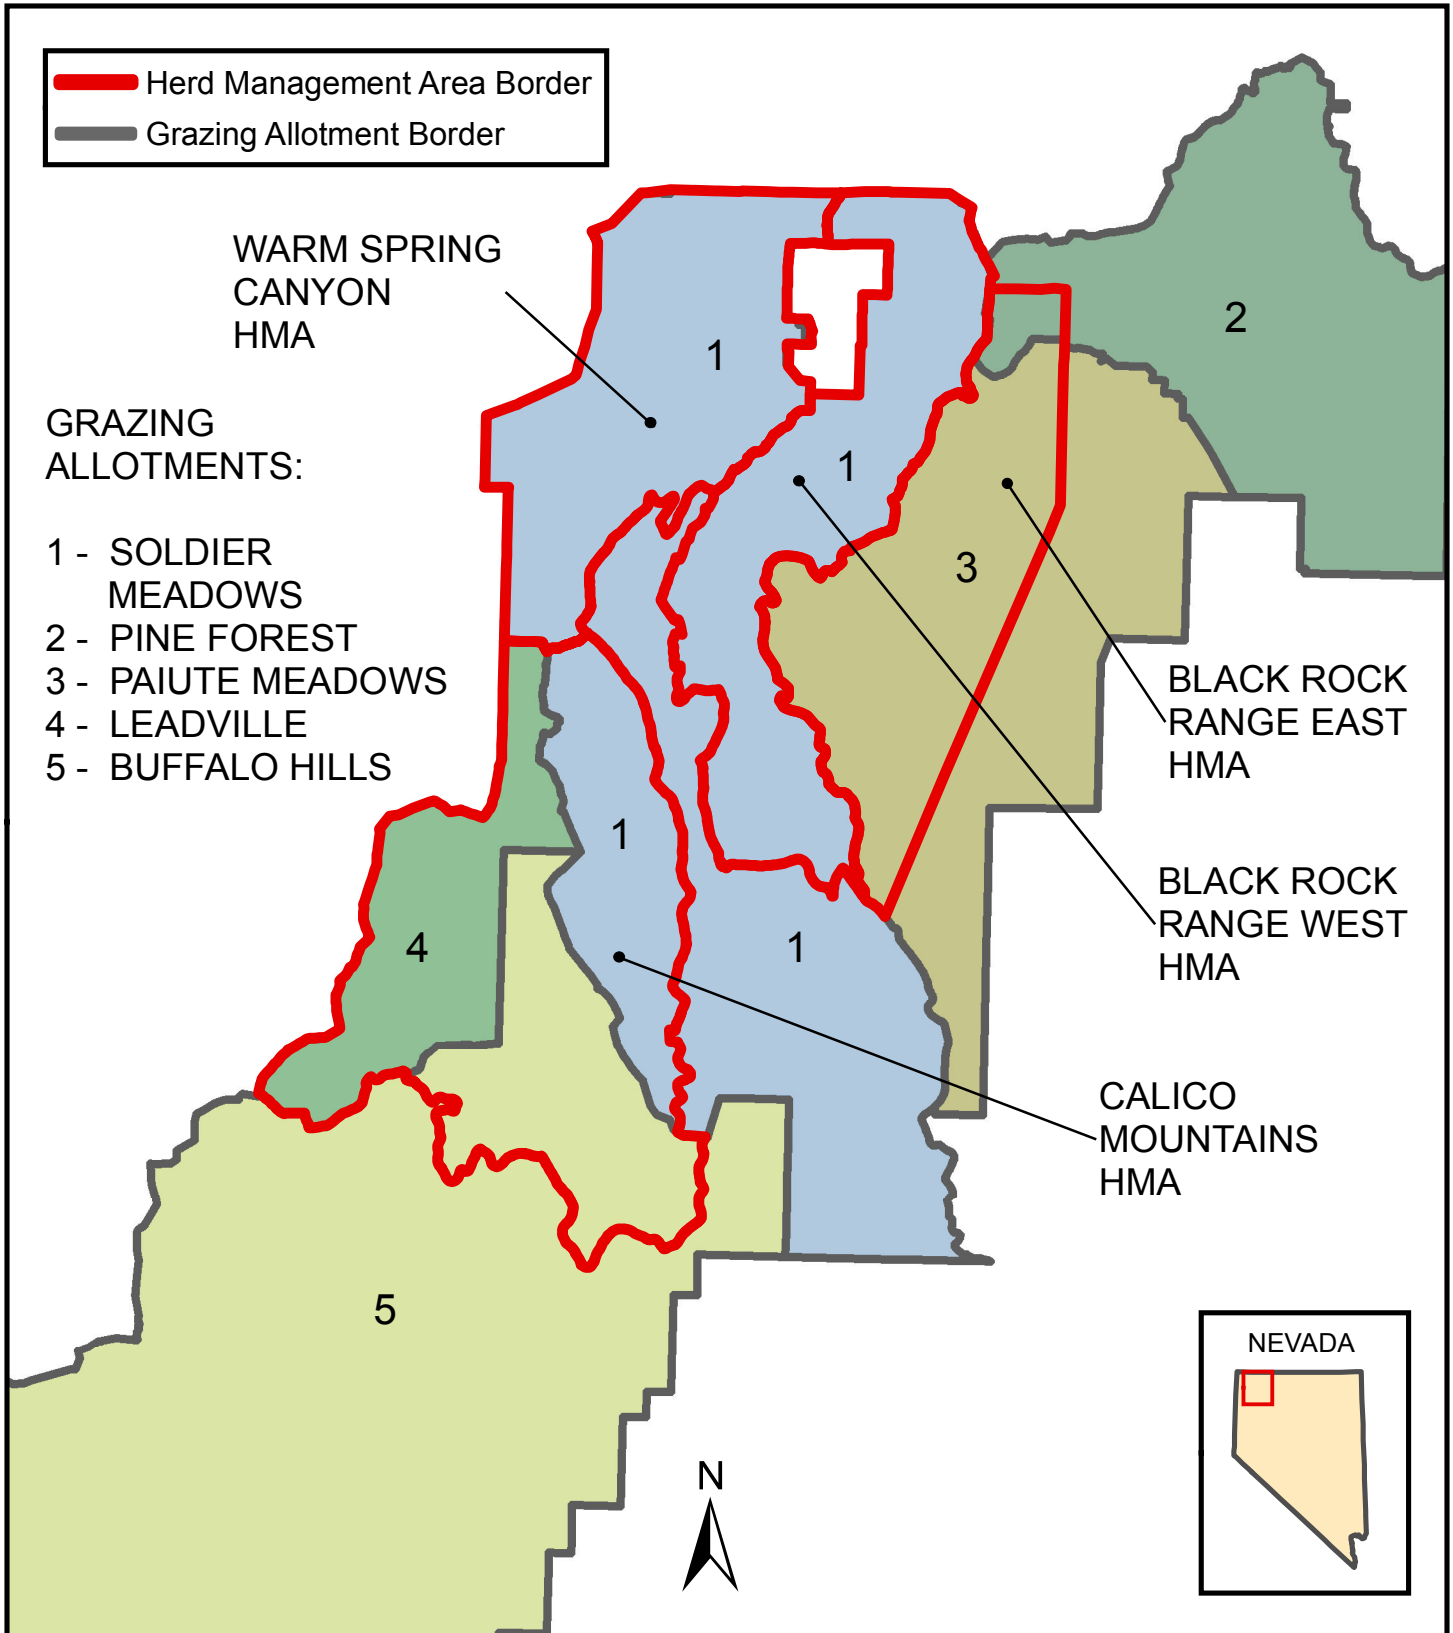 Herd Management Area Border
Grazing Allotment Border
WARM SPRING
CANYON
HMA
GRAZING
ALLOTMENTS:
1 - SOLDIER
MEADOWS
2 - PINE FOREST
3 - PAIUTE MEADOWS
4 - LEADVILLE
5 - BUFFALO HILLS
2
1
1
3
BLACK ROCK
RANGE EAST
HMA
1
BLACK ROCK
RANGE WEST
HMA
4
1
CALICO
MOUNTAINS
HMA
5
NEVADA
N